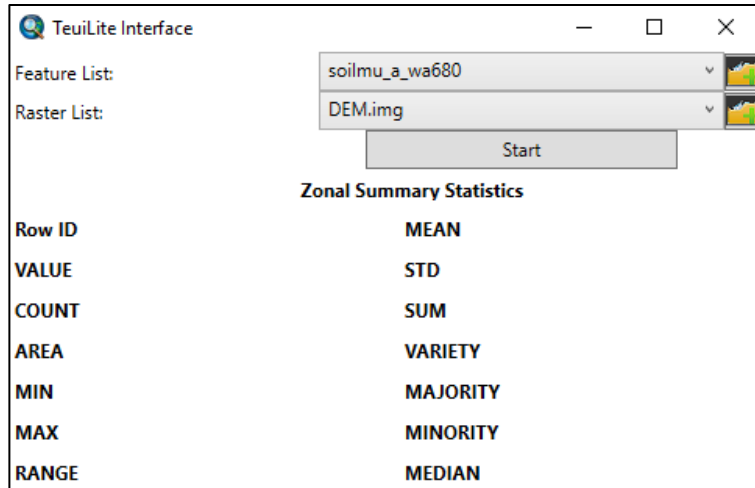 TeuiLite Interface
Feature List: soilmu_a_wa680
Raster List: DEM.img
Start
Zonal Summary Statistics
Row ID MEAN
VALUE STD
COUNT SUM
AREA VARIETY
MIN MAJORITY
MAX MINORITY
RANGE MEDIAN